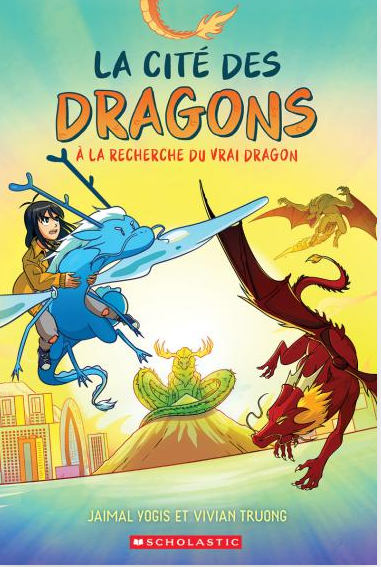 LA CITÉ DES
DRAGONS
À LA RECHERCHE DU VRAI DRAGON
JAIMAL YOGIS ET VIVIAN TRUONG
SCHOLASTIC